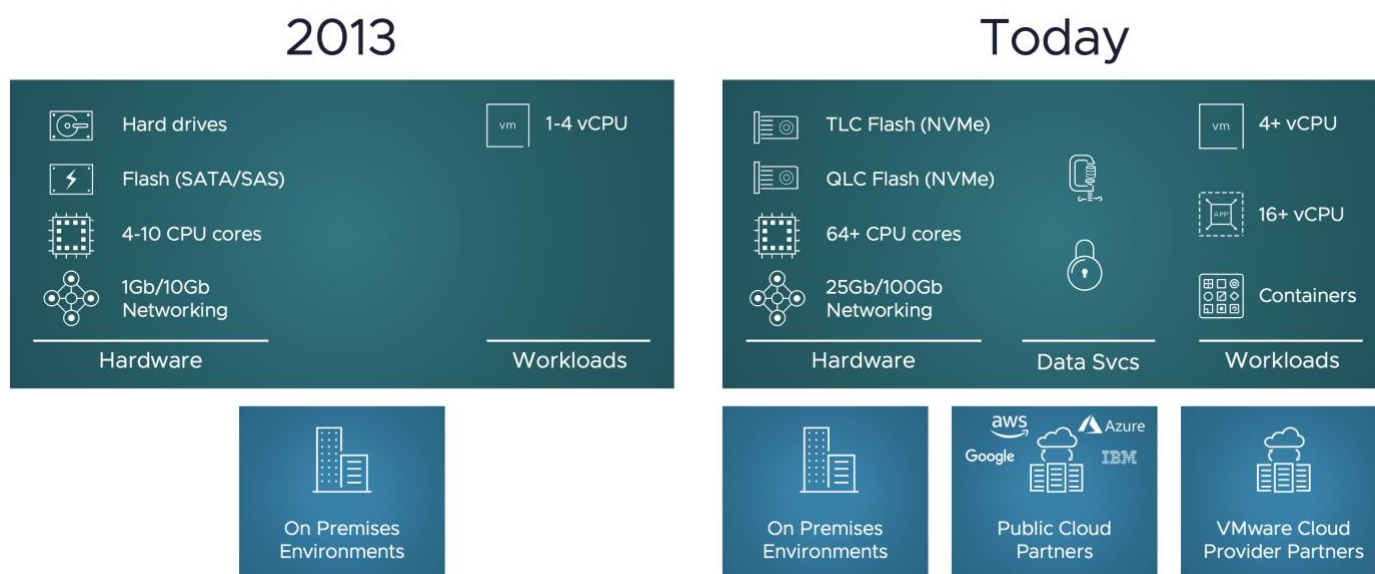 2013
Hard drives
Flash (SATA/SAS)
4-10 CPU cores
1Gb/10Gb
Networking
Hardware
vm
1-4 vCPU
Workloads
On Premises
Environments
Today
TLC Flash (NVMe)
QLC Flash (NVMe)
64+ CPU cores
25Gb/100Gb
Networking
Hardware
Data Svcs
vm
4+ vCPU
APP
16+ vCPU
Containers
Workloads
On Premises
Environments
aws
Azure
Google
IBM
Public Cloud
Partners
VMware Cloud
Provider Partners